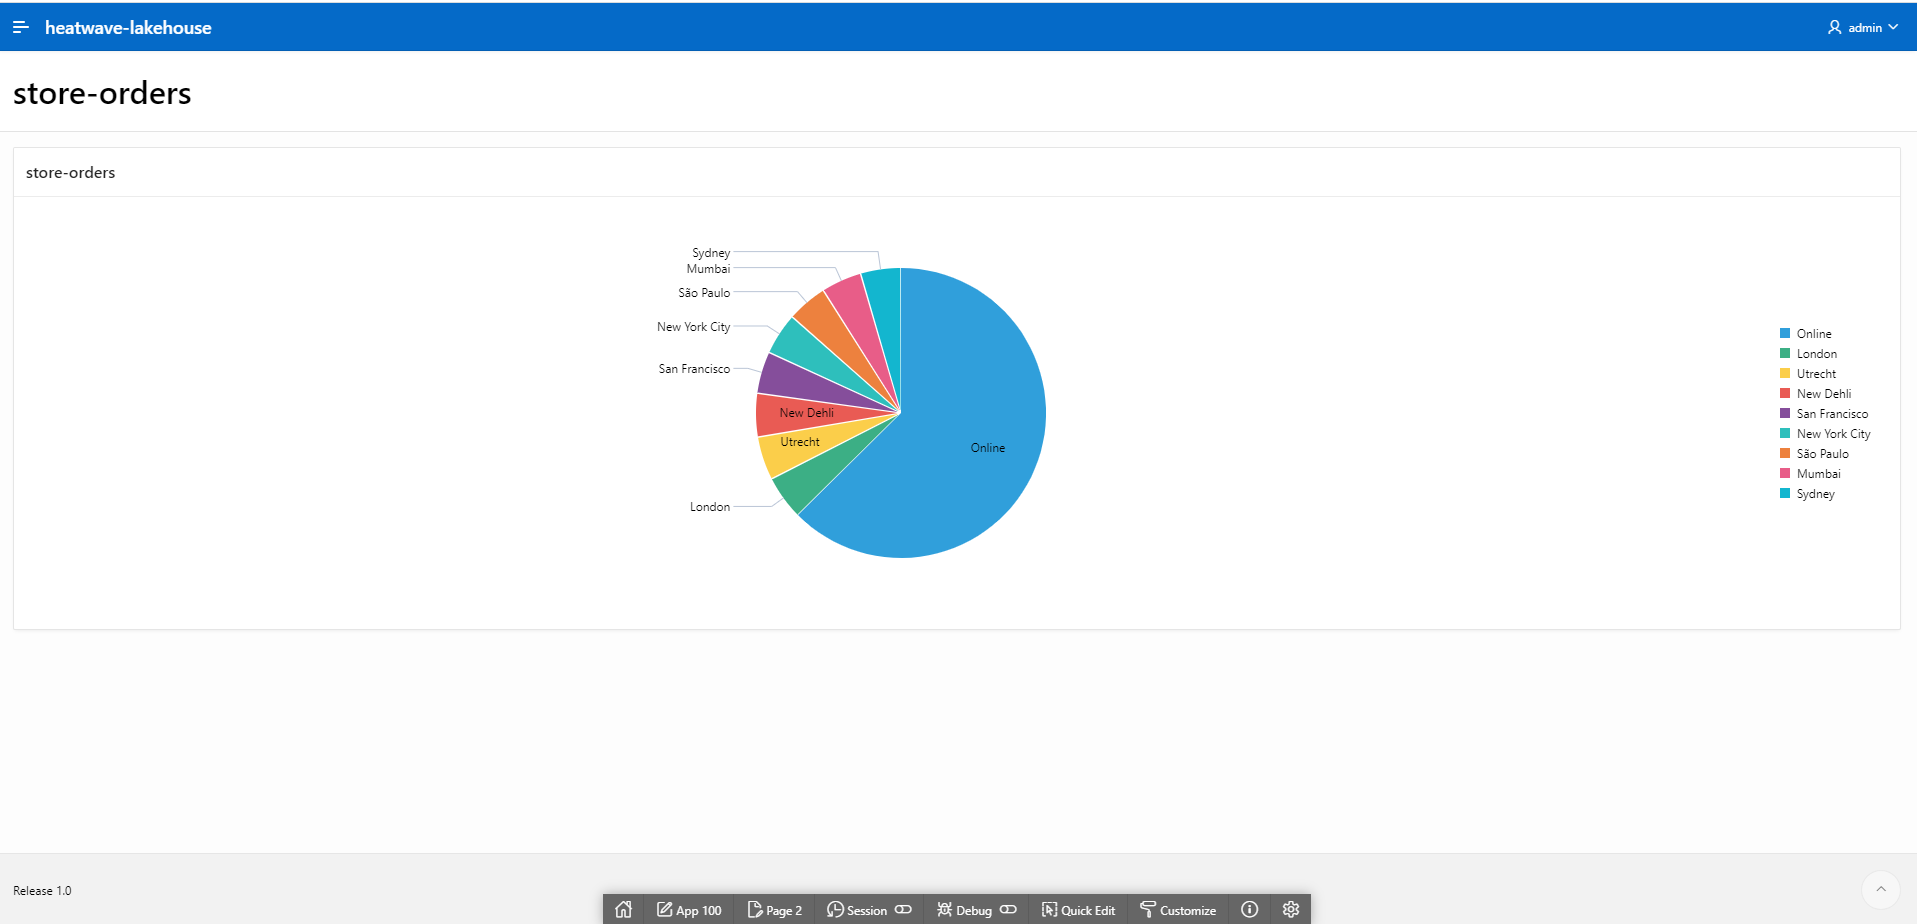 heatwave-lakehouse
admin
store-orders
store-orders
Sydney
Mumbai
São Paulo
New York City
San Francisco
New Dehli
Utrecht
London
Online
Online
London
Utrecht
New Dehli
San Francisco
New York City
São Paulo
Mumbai
Sydney
Release 1.0
App 100 Page 2 Session Debug Quick Edit Customize